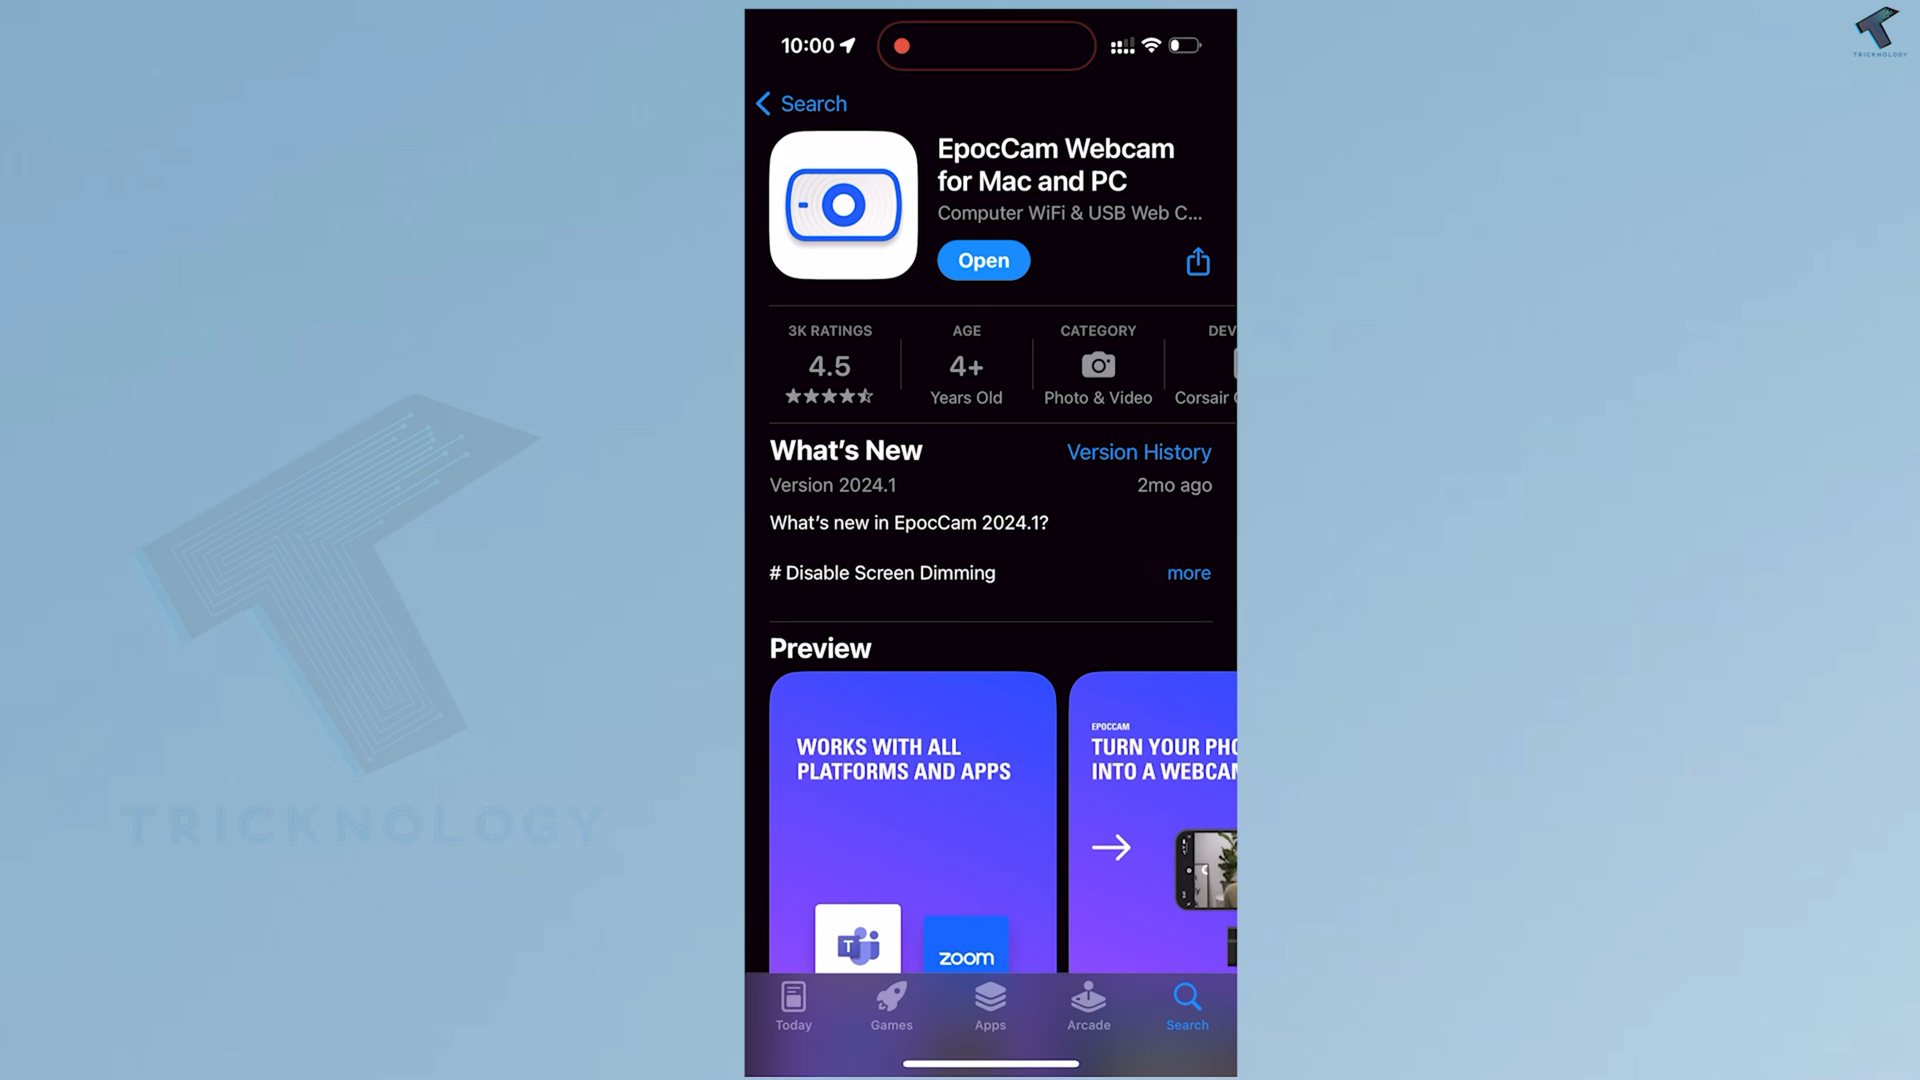 TRICKNOLOGY
10:00
Search
EpocCam Webcam
for Mac and PC
Computer WiFi & USB Web C...
Open
3K RATINGS
4.5
AGE
4+
Years Old
CATEGORY
Photo & Video
DEV
Corsair
What's New
Version History
Version 2024.1
2mo ago
What's new in EpocCam 2024.1?
# Disable Screen Dimming
more
Preview
WORKS WITH ALL
PLATFORMS AND APPS
T
zoom
EPOCCAM
TURN YOUR PHO
INTO A WEBCAM
TRICKNOLOGY
Today
Games
Apps
Arcade
Search